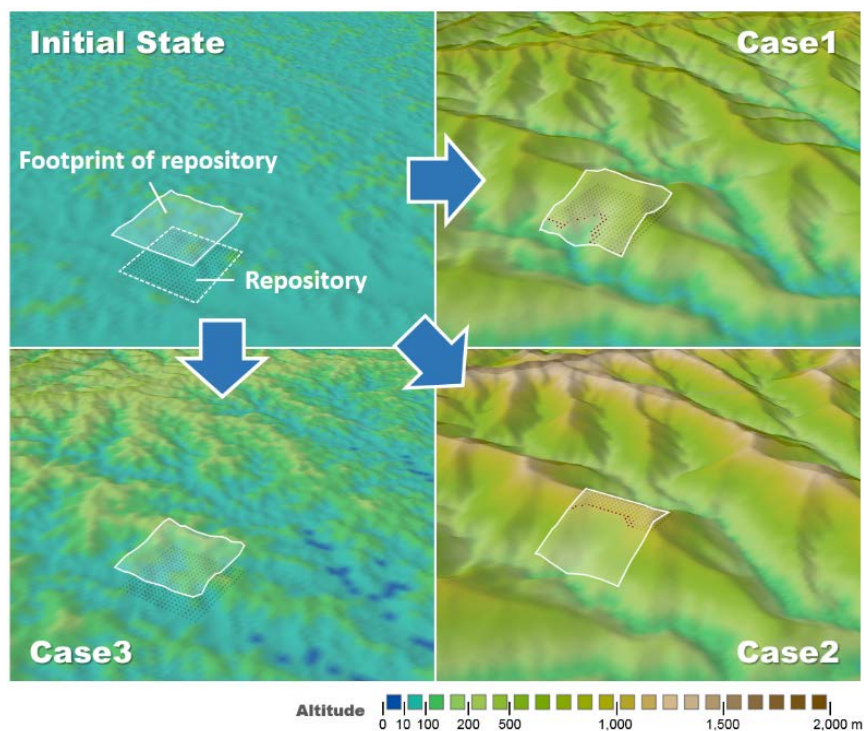 Initial State
Case1
Footprint of repository
Repository
Case3
Case2
Altitude
0 10 100 200 500 1,000 1,500 2,000 m